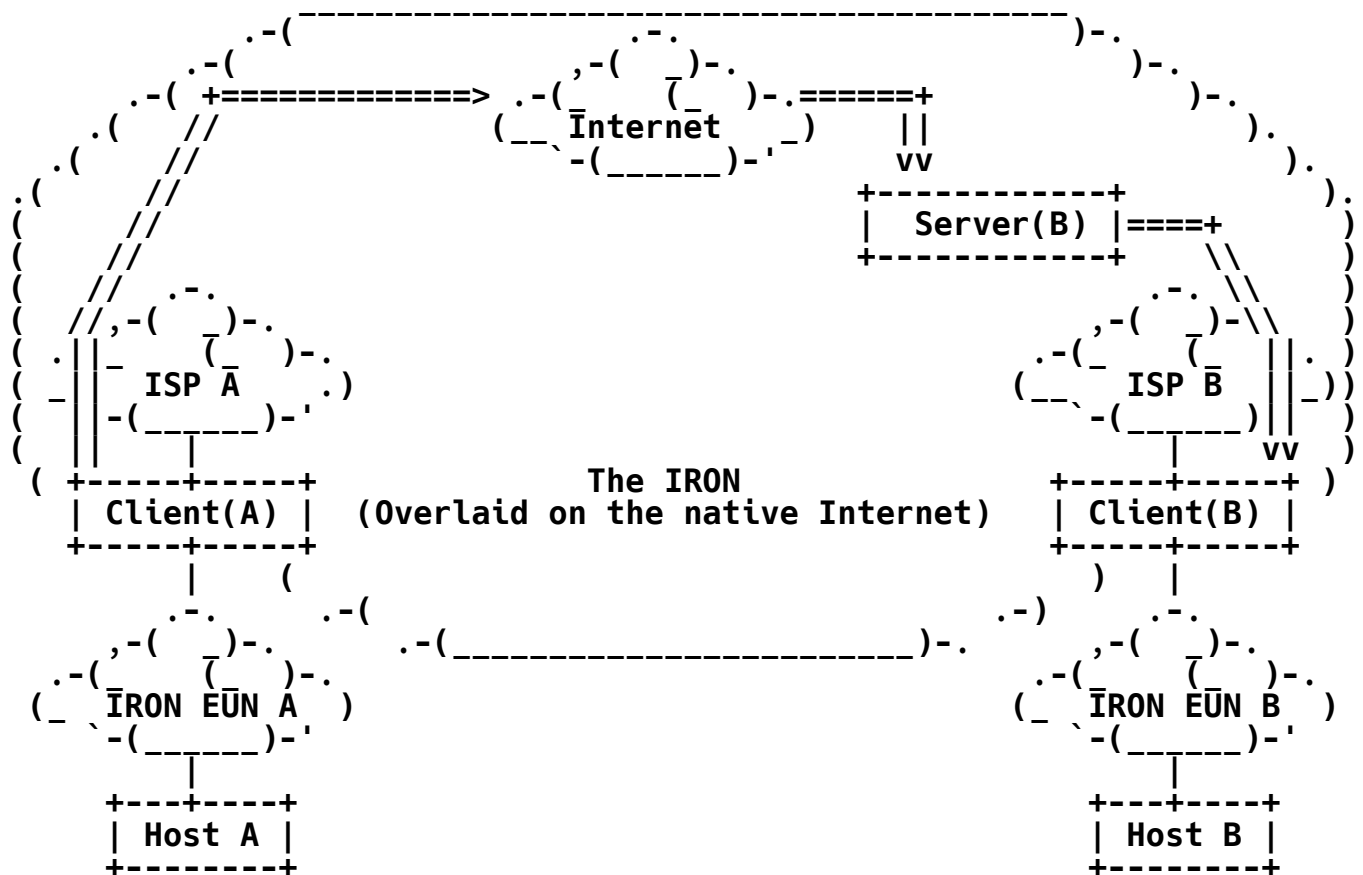 Internet
Server(B)
ISP A
ISP B
The IRON
Client(A)
(Overlaid on the native Internet)
Client(B)
IRON EUN A
IRON EUN B
Host A
Host B